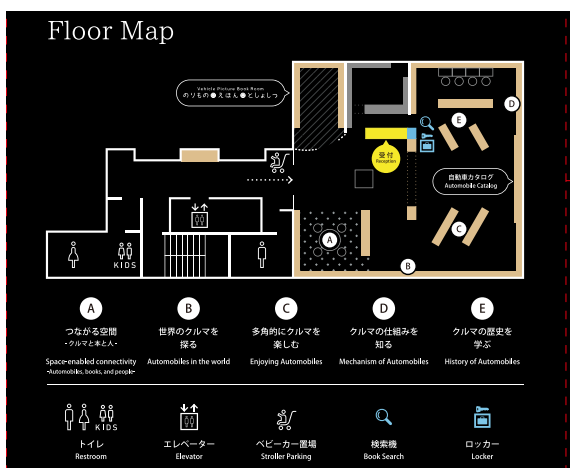 Floor Map
Vehicle Picture Book Room
のりもの●えほん●としょしつ
D
E
受付
Reception
自動車カタログ
Automobile Catalog
C
A
B
KIDS
A
B
C
D
E
つながる空間
- クルマと本と人 -
世界のクルマを
探る
多角的にクルマを
楽しむ
クルマの仕組みを
知る
クルマの歴史を
学ぶ
Space-enabled connectivity
-Automobiles, books, and people-
Automobiles in the world
Enjoying Automobiles
Mechanism of Automobiles
History of Automobiles
KIDS
トイレ
Restroom
エレベーター
Elevator
ベビーカー置場
Stroller Parking
検索機
Book Search
ロッカー
Locker